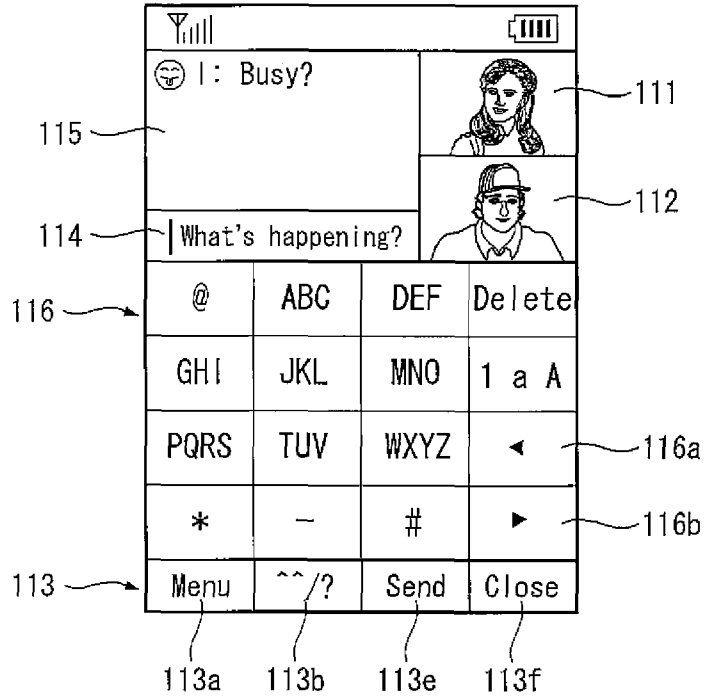 I: Busy?
111
115
112
114
What's happening?
116
@ ABC DEF Delete
GHI JKL MNO 1 a A
PQRS TUV WXYZ ◄
116a
* - # ►
116b
113
Menu ^^/? Send Close
113a 113b 113e 113f